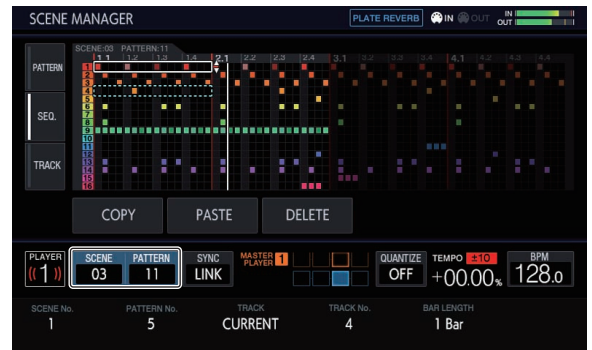 SCENE MANAGER PLATE REVERB IN OUT IN OUT
SCENE:03 PATTERN:11
1.1 1.2 1.3 1.4 2.1 2.2 2.3 2.4 3.1 3.2 3.3 3.4 4.1 4.2 4.3 4.4
PATTERN
SEQ.
TRACK
1
2
3
4
5
6
7
8
9
10
11
12
13
14
15
16
COPY PASTE DELETE
PLAYER SCENE PATTERN SYNC MASTER PLAYER 1 QUANTIZE TEMPO ±10 BPM
1 03 11 LINK OFF +00.00% 128.0
SCENE No. PATTERN No. TRACK TRACK No. BAR LENGTH
1 5 CURRENT 4 1 Bar